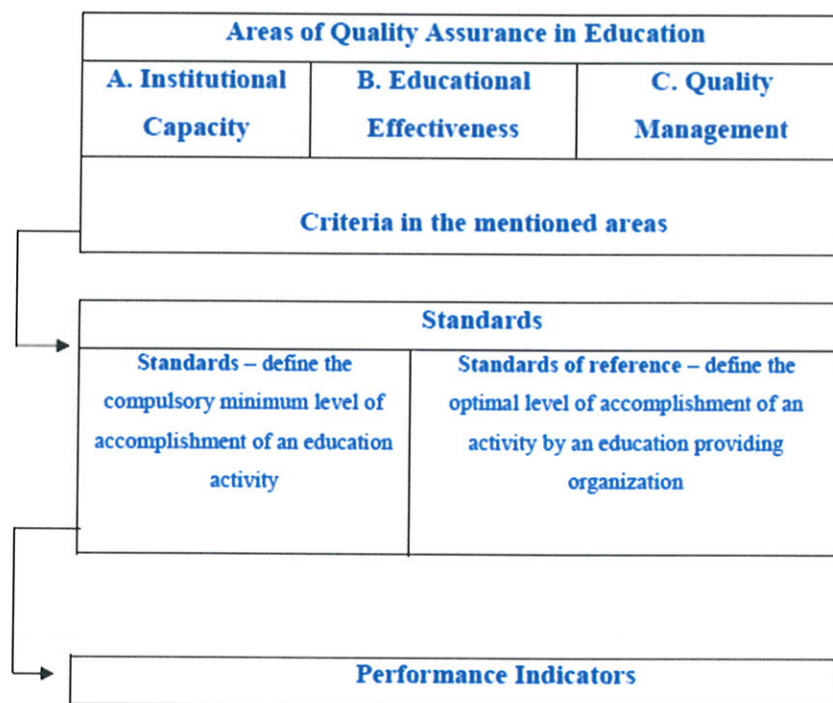 Areas of Quality Assurance in Education
A. Institutional
Capacity
B. Educational
Effectiveness
C. Quality
Management
Criteria in the mentioned areas
Standards
Standards – define the
compulsory minimum level of
accomplishment of an education
activity
Standards of reference – define the
optimal level of accomplishment of an
activity by an education providing
organization
Performance Indicators